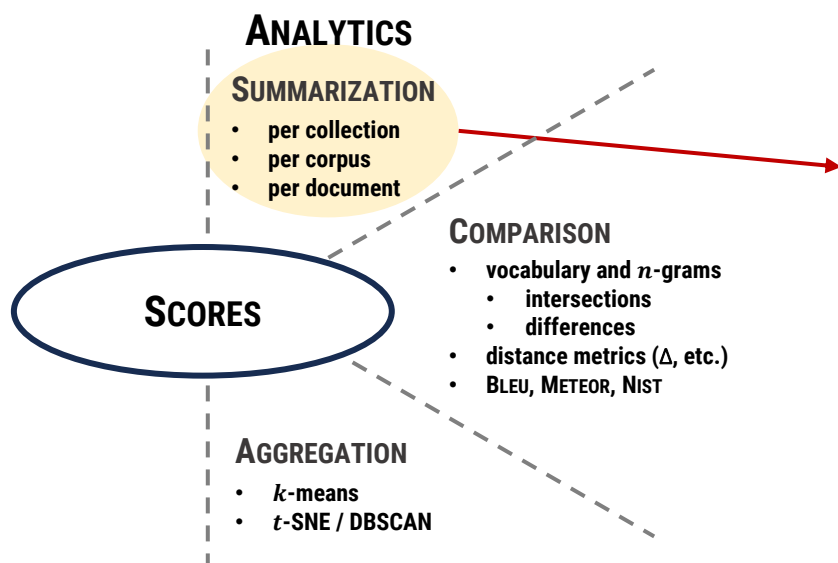 ANALYTICS
SUMMARIZATION
• per collection
• per corpus
• per document
COMPARISON
• vocabulary and n-grams
• intersections
• differences
• distance metrics (Δ, etc.)
• BLEU, METEOR, NIST
SCORES
AGGREGATION
• k-means
• t-SNE / DBSCAN